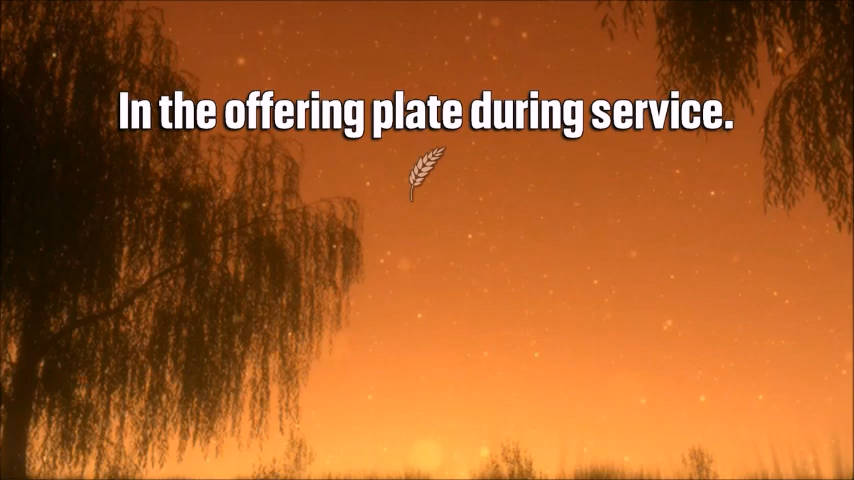 In the offering plate during service.